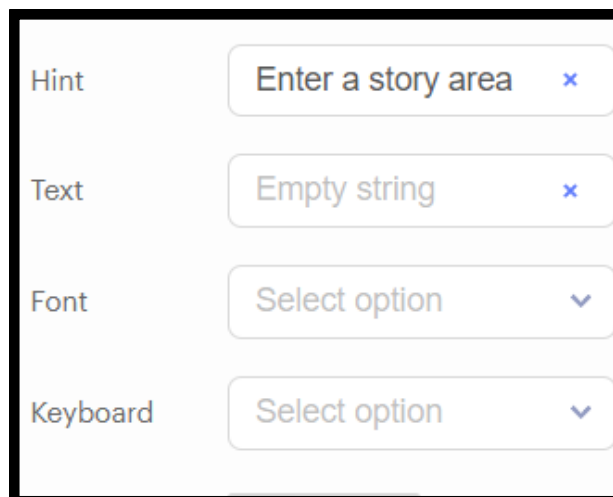 Hint Enter a story area ×
Text Empty string ×
Font Select option
Keyboard Select option